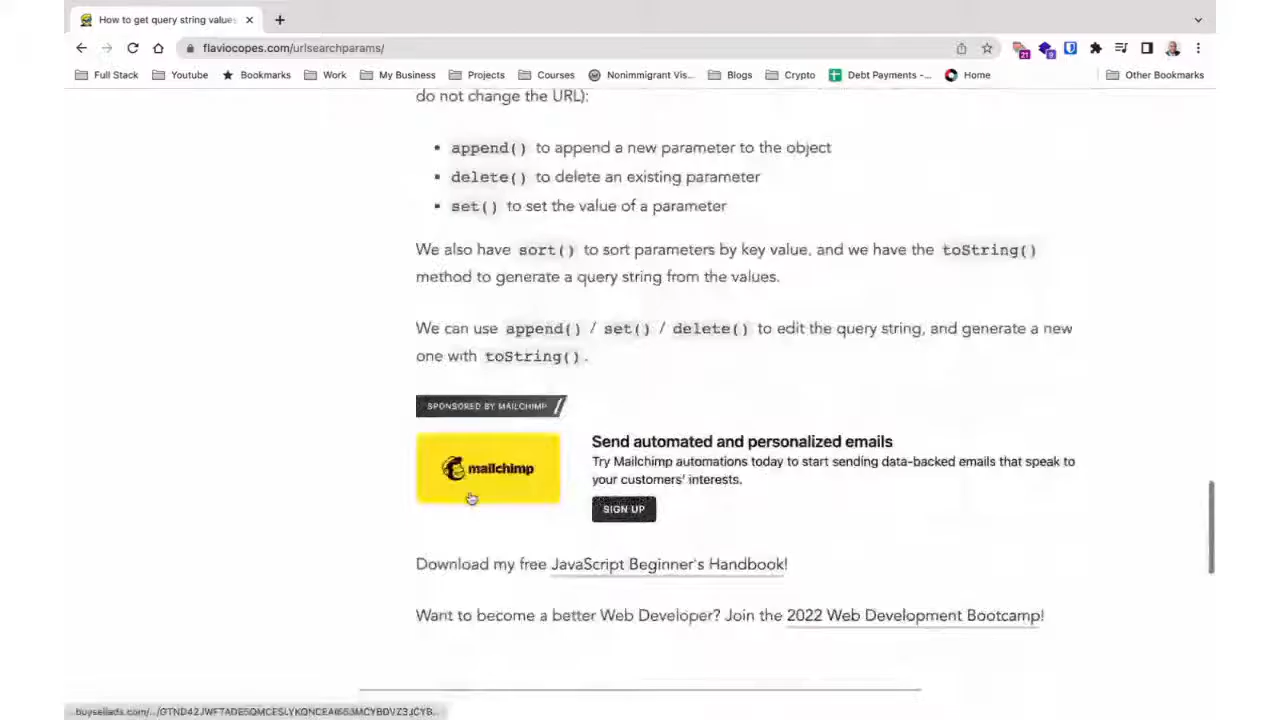 How to get query string values
flaviocopes.com/urlsearchparams/
21
Full Stack Youtube Bookmarks Work My Business Projects Courses Nonimmigrant Vis... Blogs Crypto Debt Payments -... Home Other Bookmarks
do not change the URL):
• append() to append a new parameter to the object
• delete() to delete an existing parameter
• set() to set the value of a parameter
We also have sort() to sort parameters by key value, and we have the toString()
method to generate a query string from the values.
We can use append() / set() / delete() to edit the query string, and generate a new
one with toString().
SPONSORED BY MAILCHIMP
mailchimp
Send automated and personalized emails
Try Mailchimp automations today to start sending data-backed emails that speak to
your customers' interests.
SIGN UP
Download my free JavaScript Beginner's Handbook!
Want to become a better Web Developer? Join the 2022 Web Development Bootcamp!